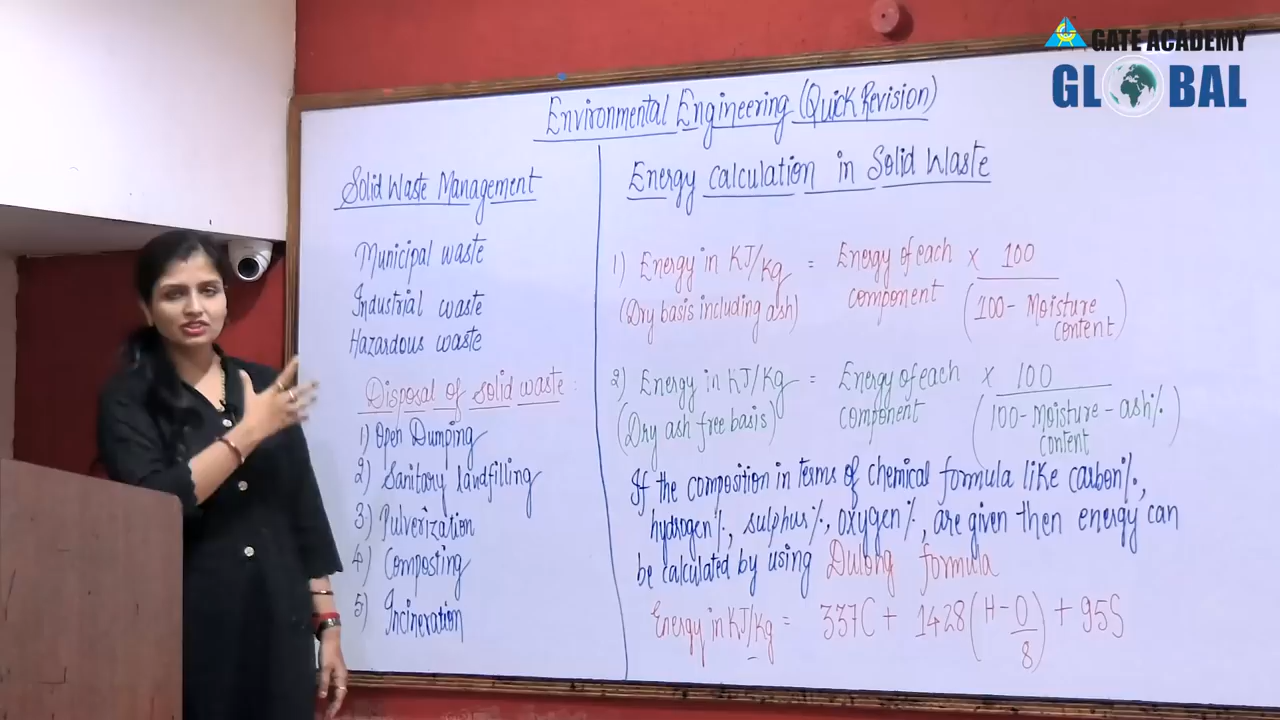 GATE ACADEMY
GLOBAL
Environmental Engineering (Quick Revision)
Solid Waste Management
Municipal waste
Industrial waste
Hazardous waste
Disposal of solid waste :
1) Open Dumping
2) Sanitary landfilling
3) Pulverization
4) Composting
5) Incineration
Energy calculation in Solid Waste
1) Energy in KJ/Kg = Energy of each x 100
(Dry basis including ash) component (100 - Moisture
content)
2) Energy in KJ/Kg = Energy of each x 100
(Dry ash free basis) component (100 - Moisture - ash%)
content
If the composition in terms of chemical formula like carbon%,
hydrogen%, sulphur%, oxygen%, are given then energy can
be calculated by using Dulong formula
Energy in KJ/Kg = 337C + 1428(H - O/8) + 95S